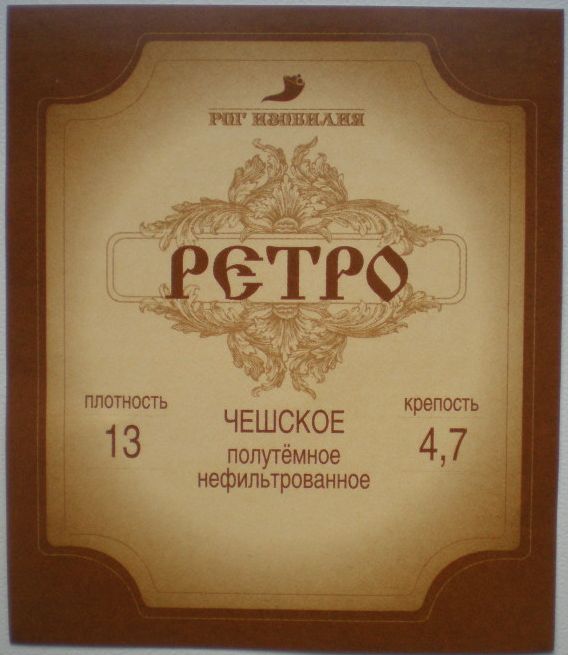 РОГ ИЗОБИЛИЯ
РЕТРО
плотность
13
ЧЕШСКОЕ
полутёмное
нефильтрованное
крепость
4,7